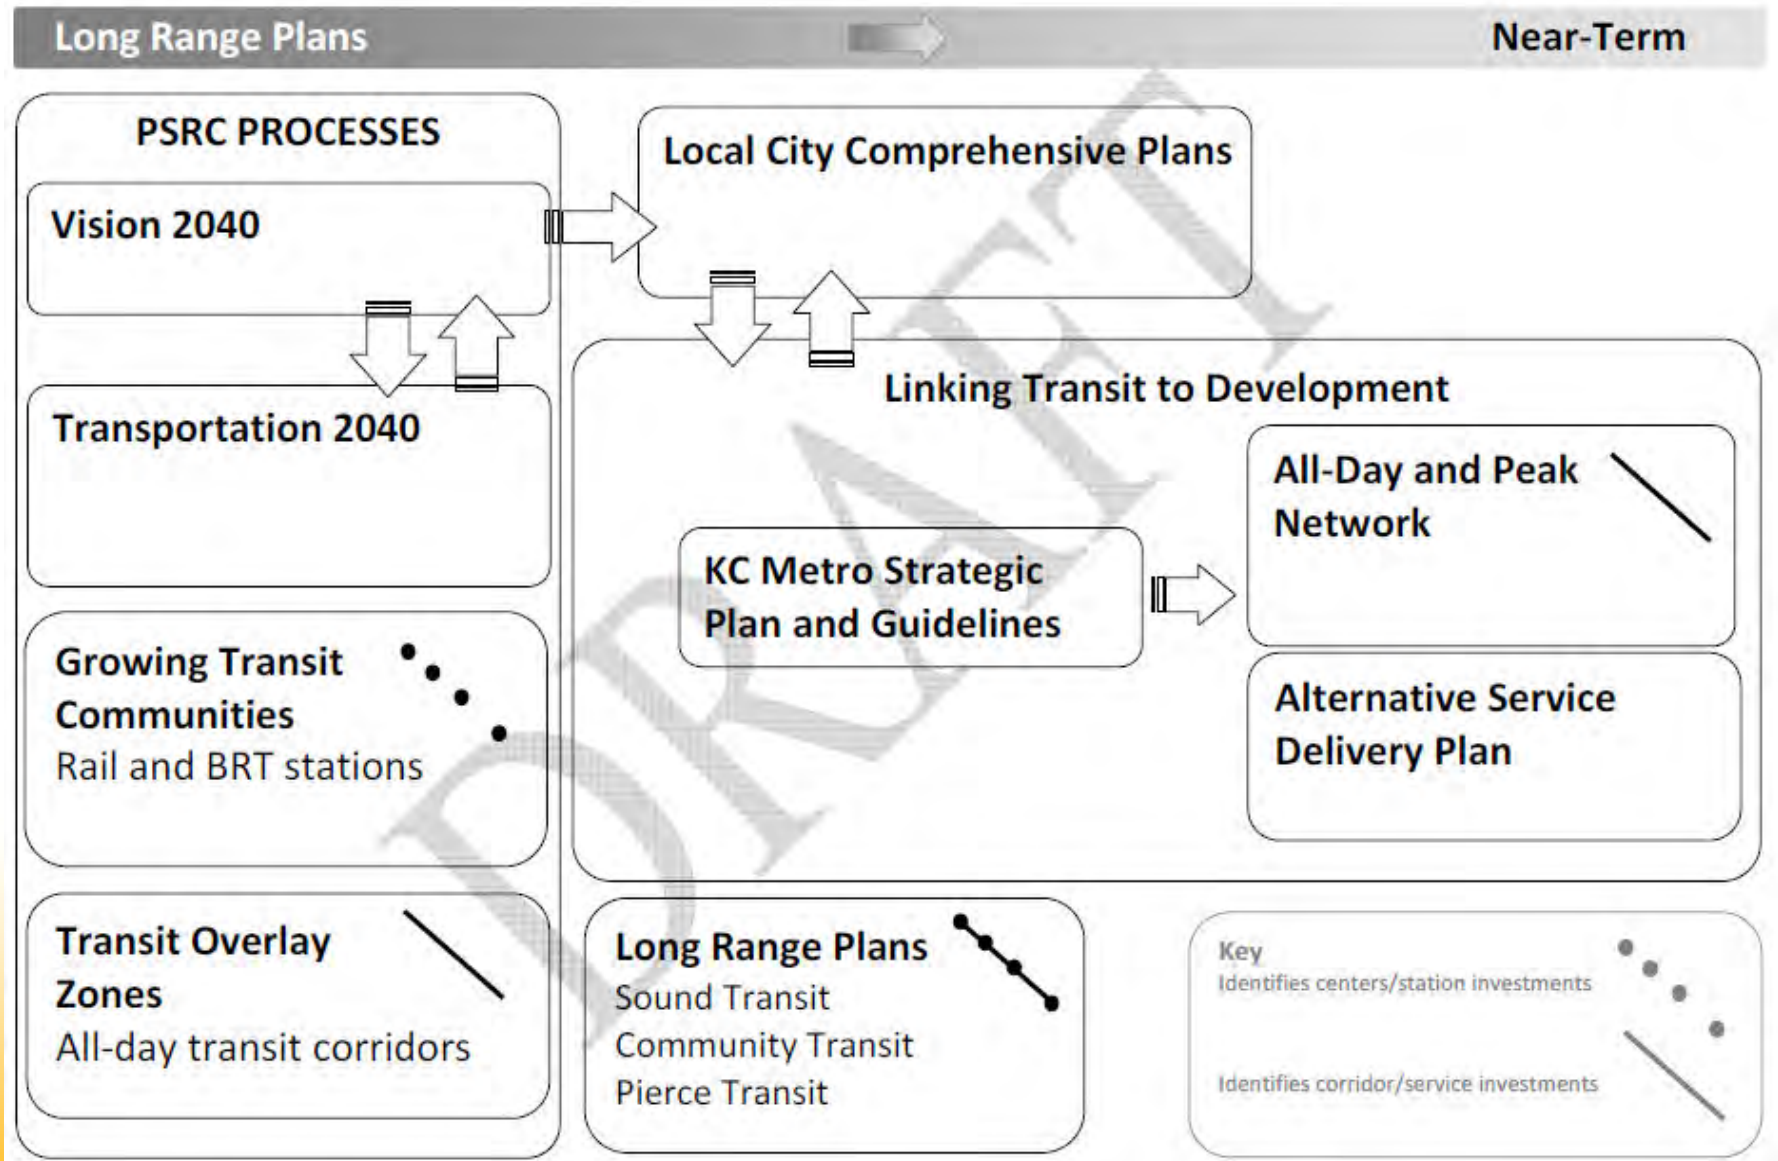 Long Range Plans
Near-Term
PSRC PROCESSES
Vision 2040
Transportation 2040
Growing Transit
Communities
Rail and BRT stations
Transit Overlay
Zones
All-day transit corridors
Local City Comprehensive Plans
Linking Transit to Development
KC Metro Strategic
Plan and Guidelines
All-Day and Peak
Network
Alternative Service
Delivery Plan
Long Range Plans
Sound Transit
Community Transit
Pierce Transit
Key
Identifies centers/station investments
Identifies corridor/service investments
DRAFT